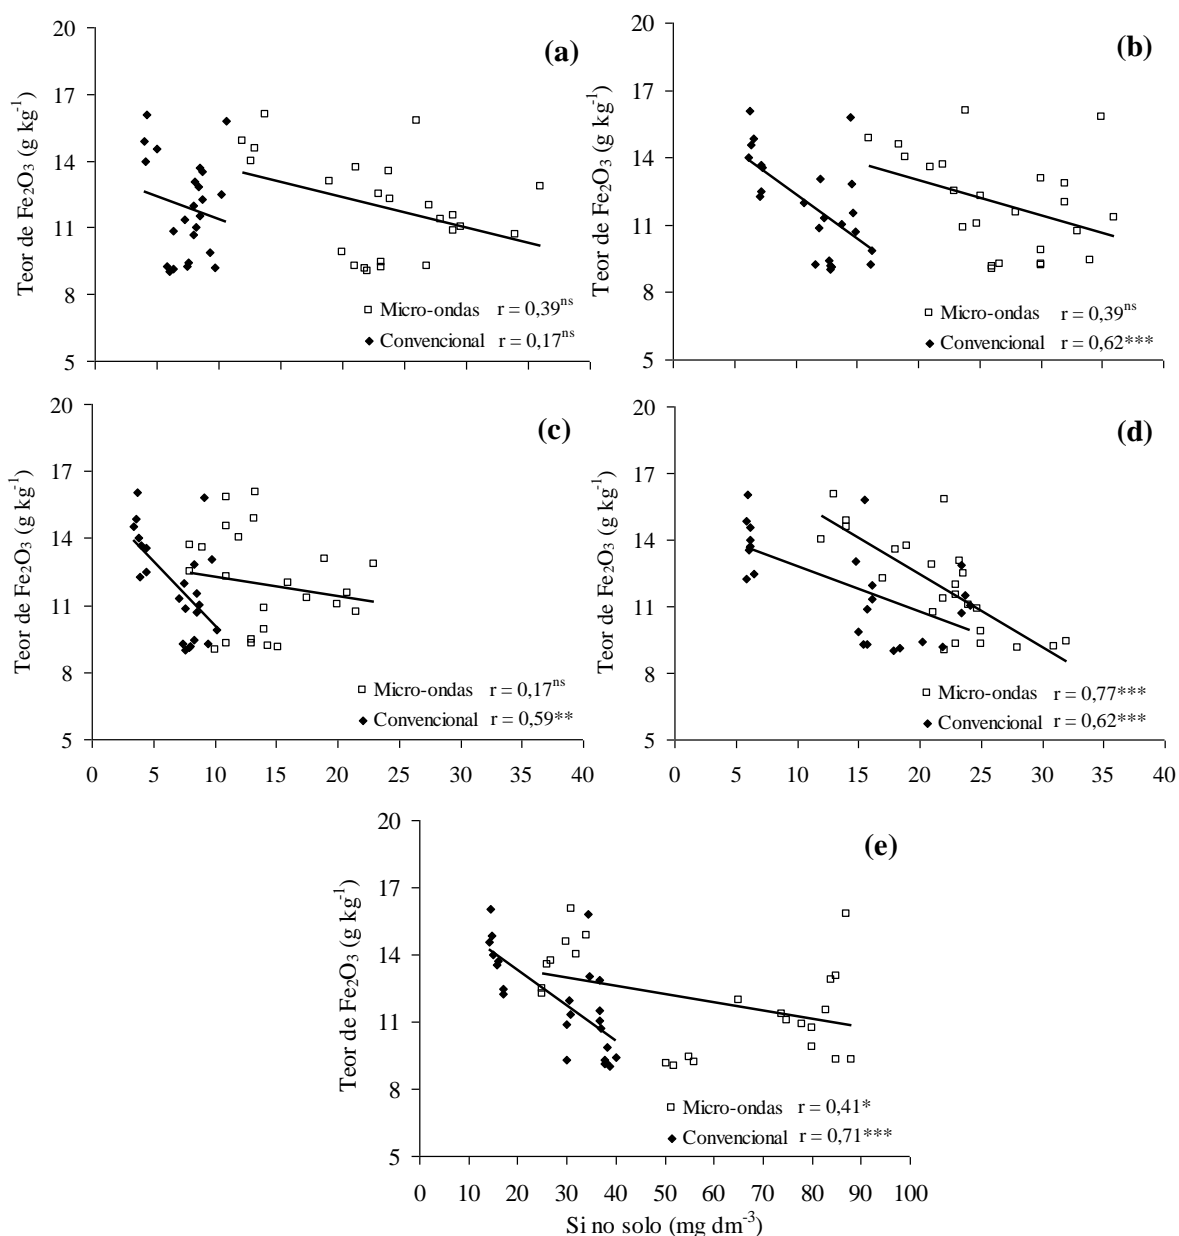 (a)
Teor de Fe2O3 (g kg-1)
20
17
14
11
8
5
Micro-ondas r = 0,39ns
Convencional r = 0,17ns
(b)
Teor de Fe2O3 (g kg-1)
20
17
14
11
8
5
Micro-ondas r = 0,39ns
Convencional r = 0,62***
(c)
Teor de Fe2O3 (g kg-1)
20
17
14
11
8
5
Micro-ondas r = 0,17ns
Convencional r = 0,59**
0 5 10 15 20 25 30 35 40
(d)
Teor de Fe2O3 (g kg-1)
20
17
14
11
8
5
Micro-ondas r = 0,77***
Convencional r = 0,62***
0 5 10 15 20 25 30 35 40
(e)
Teor de Fe2O3 (g kg-1)
20
17
14
11
8
5
Micro-ondas r = 0,41*
Convencional r = 0,71***
0 10 20 30 40 50 60 70 80 90 100
Si no solo (mg dm-3)